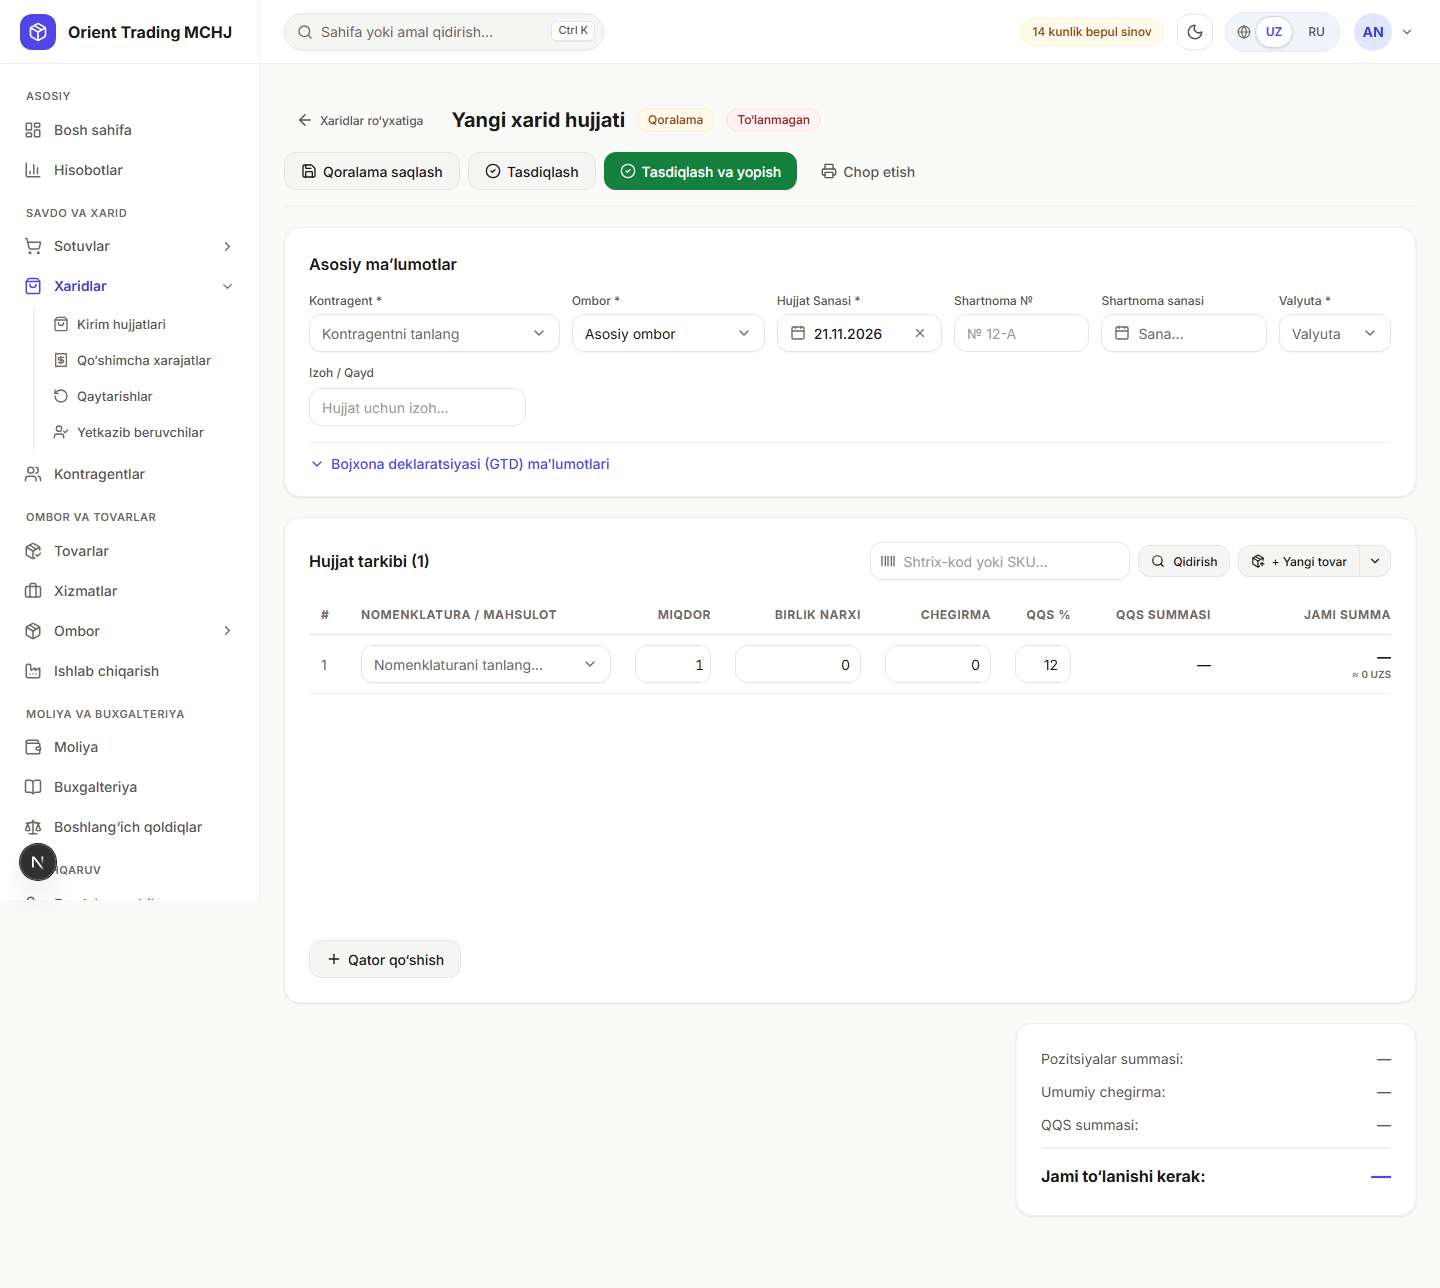 Orient Trading MCHJ
Sahifa yoki amal qidirish...
Ctrl K
14 kunlik bepul sinov
UZ
RU
AN
ASOSIY
Bosh sahifa
Hisobotlar
SAVDO VA XARID
Sotuvlar
Xaridlar
Kirim hujjatlari
Qo‘shimcha xarajatlar
Qaytarishlar
Yetkazib beruvchilar
Kontragentlar
OMBOR VA TOVARLAR
Tovarlar
Xizmatlar
Ombor
Ishlab chiqarish
MOLIYA VA BUXGALTERIYA
Moliya
Buxgalteriya
Boshlang‘ich qoldiqlar
N
Xaridlar ro‘yxatiga
Yangi xarid hujjati
Qoralama
To‘lanmagan
Qoralama saqlash
Tasdiqlash
Tasdiqlash va yopish
Chop etish
Asosiy ma’lumotlar
Kontragent *
Ombor *
Hujjat Sanasi *
Shartnoma №
Shartnoma sanasi
Valyuta *
Kontragentni tanlang
Asosiy ombor
21.11.2026
№ 12-A
Sana...
Valyuta
Izoh / Qayd
Hujjat uchun izoh...
Bojxona deklaratsiyasi (GTD) ma’lumotlari
Hujjat tarkibi (1)
Shtrix-kod yoki SKU...
Qidirish
+ Yangi tovar
# NOMENKLATURA / MAHSULOT MIQDOR BIRLIK NARXI CHEGIRMA QQS % QQS SUMMASI JAMI SUMMA
1 Nomenklaturani tanlang... 1 0 0 12 — —
≈ 0 UZS
+ Qator qo‘shish
Pozitsiyalar summasi: —
Umumiy chegirma: —
QQS summasi: —
Jami to‘lanishi kerak: —